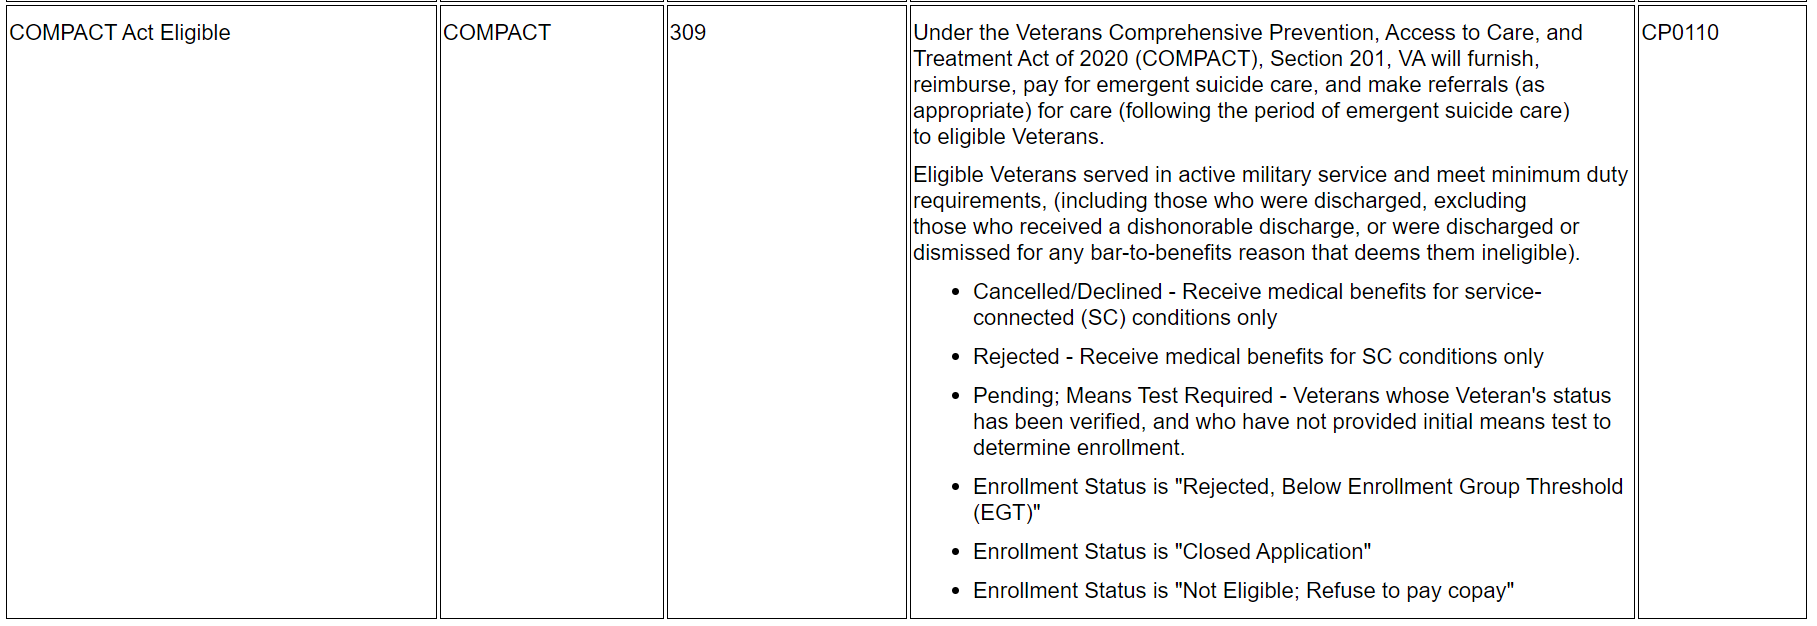 COMPACT Act Eligible
COMPACT
309
Under the Veterans Comprehensive Prevention, Access to Care, and
Treatment Act of 2020 (COMPACT), Section 201, VA will furnish,
reimburse, pay for emergent suicide care, and make referrals (as
appropriate) for care (following the period of emergent suicide care)
to eligible Veterans.
Eligible Veterans served in active military service and meet minimum duty
requirements, (including those who were discharged, excluding
those who received a dishonorable discharge, or were discharged or
dismissed for any bar-to-benefits reason that deems them ineligible).
• Cancelled/Declined - Receive medical benefits for service-
connected (SC) conditions only
• Rejected - Receive medical benefits for SC conditions only
• Pending; Means Test Required - Veterans whose Veteran's status
has been verified, and who have not provided initial means test to
determine enrollment.
• Enrollment Status is "Rejected, Below Enrollment Group Threshold
(EGT)"
• Enrollment Status is "Closed Application"
• Enrollment Status is "Not Eligible; Refuse to pay copay"
CP0110